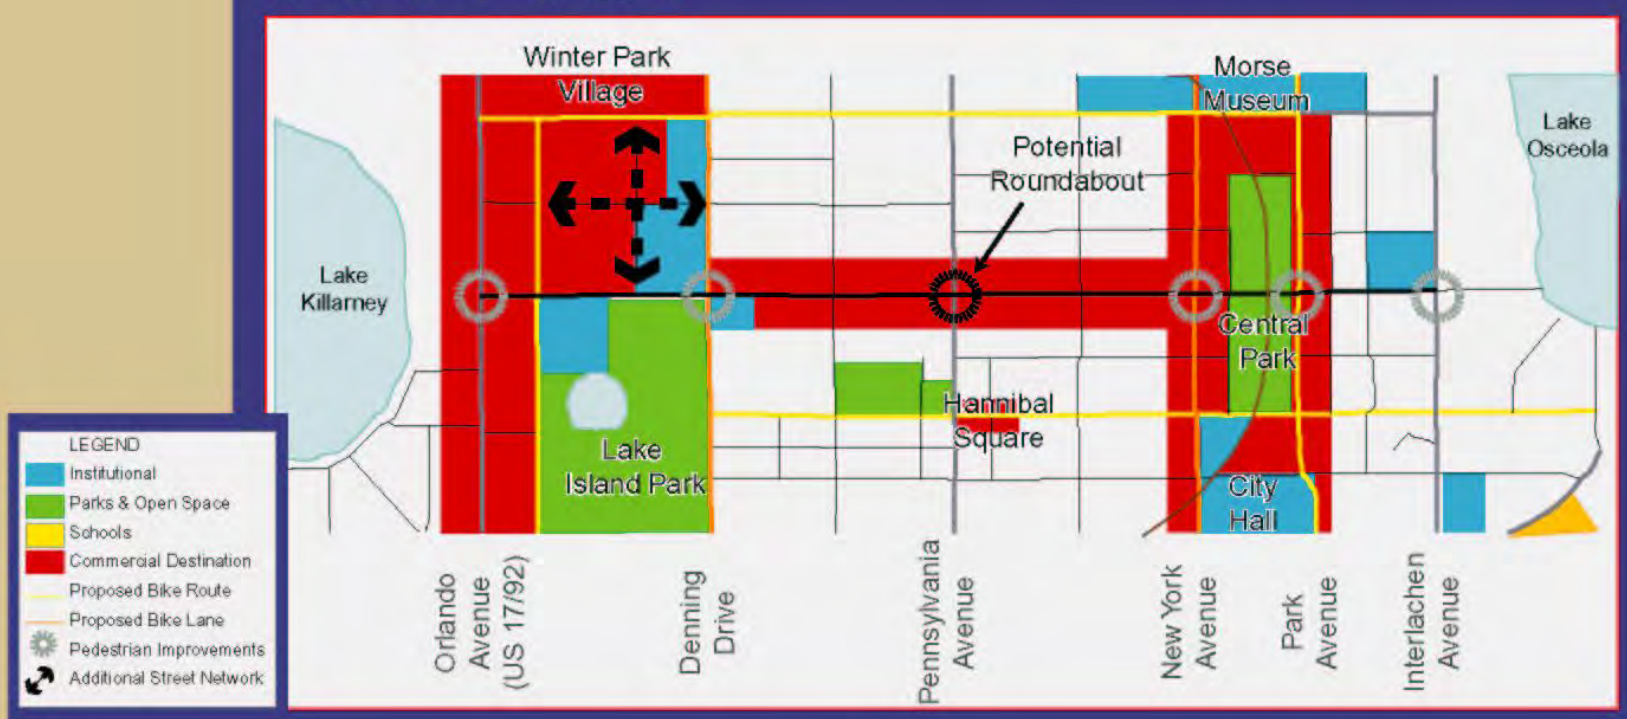 Winter Park
Village
Morse
Museum
Lake
Osceola
Potential
Roundabout
Lake
Killarney
Central
Park
Hannibal
Square
Lake
Island Park
City
Hall
LEGEND
Institutional
Parks & Open Space
Schools
Commercial Destination
Proposed Bike Route
Proposed Bike Lane
Pedestrian Improvements
Additional Street Network
Orlando
Avenue
(US 17/92)
Denning
Drive
Pennsylvania
Avenue
New York
Avenue
Park
Avenue
Interlachen
Avenue